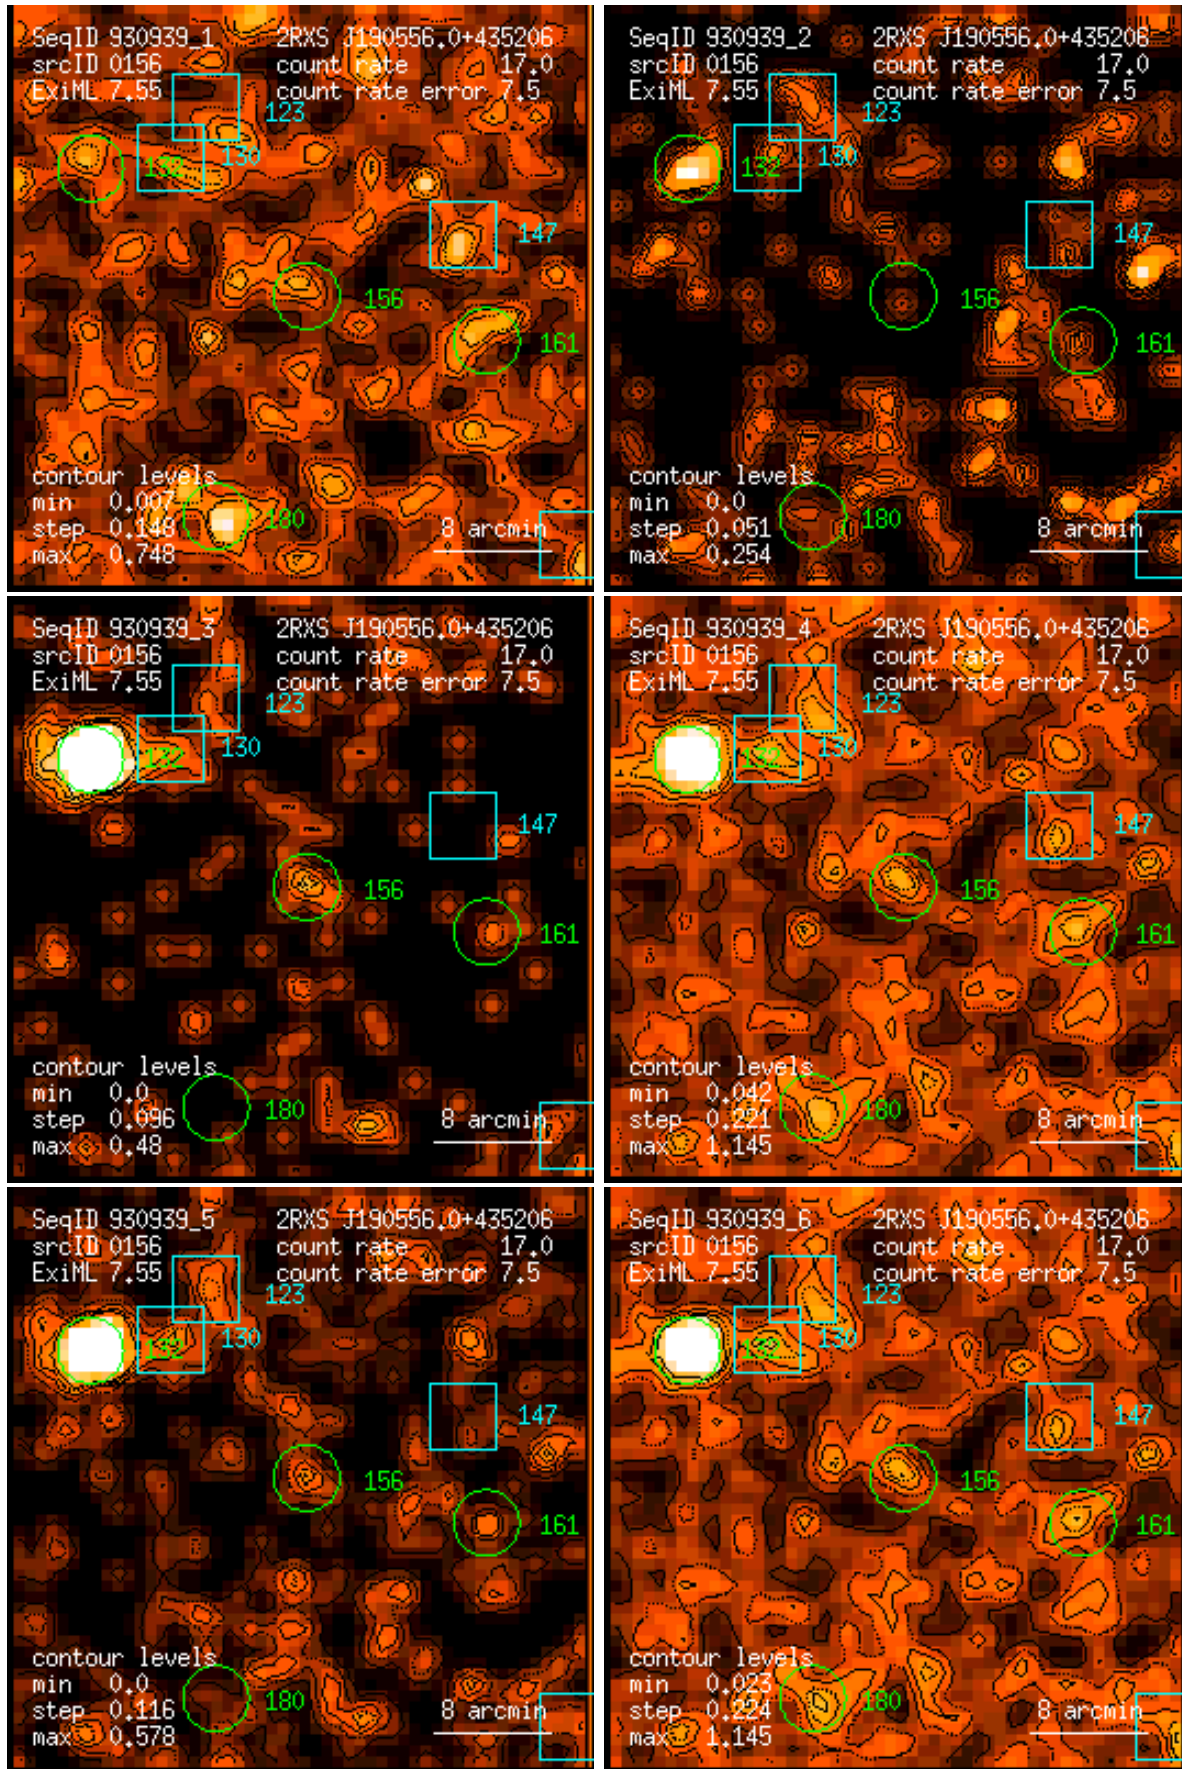 SeqID 930939_1 2RXS J190556.0+435206
srcID 0156 count rate 17.0
ExiML 7.55 count rate error 7.5
123
132 130
147
156
161
contour levels
min 0.007
step 0.148 180 8 arcmin
max 0.748
SeqID 930939_2 2RXS J190556.0+435206
srcID 0156 count rate 17.0
ExiML 7.55 count rate error 7.5
123
132 130
147
156
161
contour levels
min 0.0
step 0.051 180 8 arcmin
max 0.254
SeqID 930939_3 2RXS J190556.0+435206
srcID 0156 count rate 17.0
ExiML 7.55 count rate error 7.5
123
132 130
147
156
161
contour levels
min 0.0
step 0.096 180 8 arcmin
max 0.48
SeqID 930939_4 2RXS J190556.0+435206
srcID 0156 count rate 17.0
ExiML 7.55 count rate error 7.5
123
132 130
147
156
161
contour levels
min 0.042
step 0.221 180 8 arcmin
max 1.145
SeqID 930939_5 2RXS J190556.0+435206
srcID 0156 count rate 17.0
ExiML 7.55 count rate error 7.5
123
132 130
147
156
161
contour levels
min 0.0
step 0.116 180 8 arcmin
max 0.578
SeqID 930939_6 2RXS J190556.0+435206
srcID 0156 count rate 17.0
ExiML 7.55 count rate error 7.5
123
132 130
147
156
161
contour levels
min 0.023
step 0.224 180 8 arcmin
max 1.145